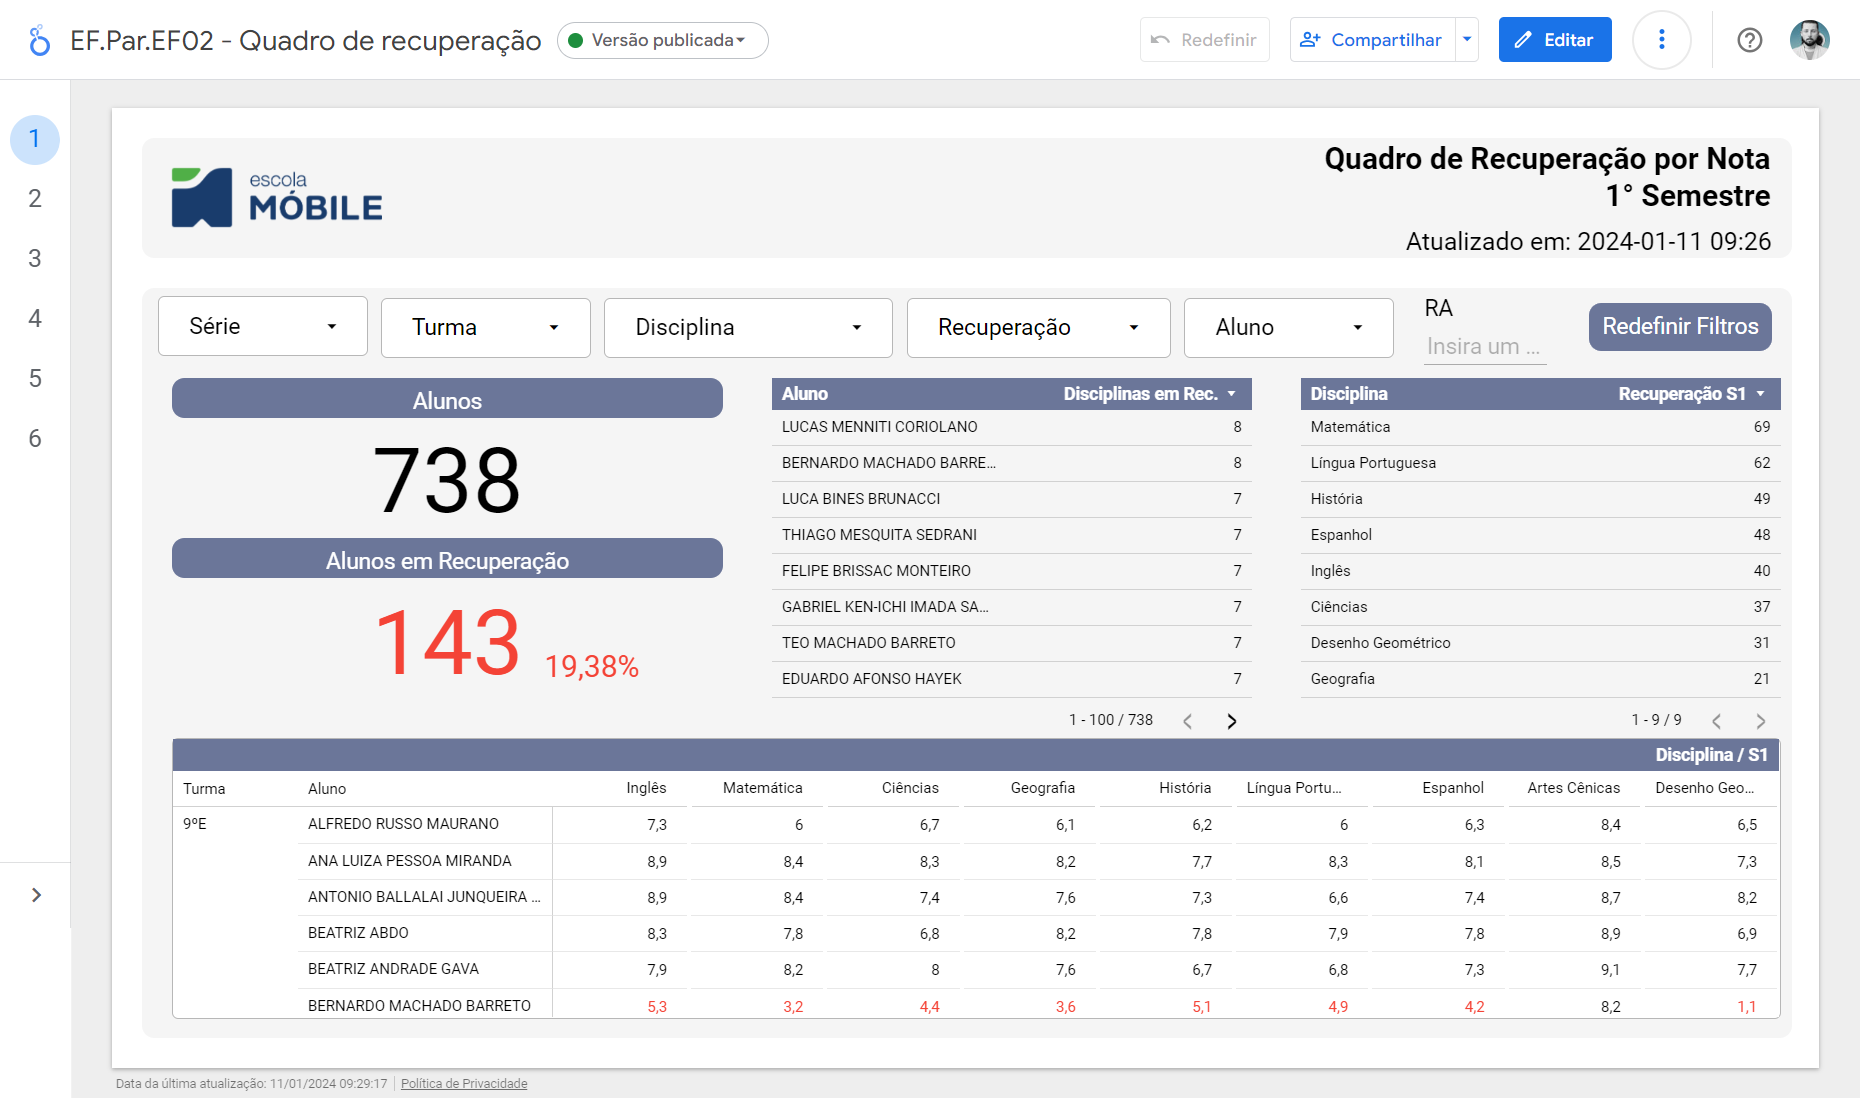 EF.Par.EF02 - Quadro de recuperação
Versão publicada
Redefinir
Compartilhar
Editar
1
2
3
4
5
6
escola
MÓBILE
Quadro de Recuperação por Nota
1° Semestre
Atualizado em: 2024-01-11 09:26
Série
Turma
Disciplina
Recuperação
Aluno
RA
Insira um ...
Redefinir Filtros
Alunos
738
Alunos em Recuperação
143 19,38%
Aluno Disciplinas em Rec.
LUCAS MENNITI CORIOLANO 8
BERNARDO MACHADO BARRE... 8
LUCA BINES BRUNACCI 7
THIAGO MESQUITA SEDRANI 7
FELIPE BRISSAC MONTEIRO 7
GABRIEL KEN-ICHI IMADA SA... 7
TEO MACHADO BARRETO 7
EDUARDO AFONSO HAYEK 7
1 - 100 / 738
Disciplina Recuperação S1
Matemática 69
Língua Portuguesa 62
História 49
Espanhol 48
Inglês 40
Ciências 37
Desenho Geométrico 31
Geografia 21
1 - 9 / 9
Disciplina / S1
Turma Aluno Inglês Matemática Ciências Geografia História Língua Portu... Espanhol Artes Cênicas Desenho Geo...
9ºE ALFREDO RUSSO MAURANO 7,3 6 6,7 6,1 6,2 6 6,3 8,4 6,5
ANA LUIZA PESSOA MIRANDA 8,9 8,4 8,3 8,2 7,7 8,3 8,1 8,5 7,3
ANTONIO BALLALAI JUNQUEIRA ... 8,9 8,4 7,4 7,6 7,3 6,6 7,4 8,7 8,2
BEATRIZ ABDO 8,3 7,8 6,8 8,2 7,8 7,9 7,8 8,9 6,9
BEATRIZ ANDRADE GAVA 7,9 8,2 8 7,6 6,7 6,8 7,3 9,1 7,7
BERNARDO MACHADO BARRETO 5,3 3,2 4,4 3,6 5,1 4,9 4,2 8,2 1,1
Data da última atualização: 11/01/2024 09:29:17 Política de Privacidade